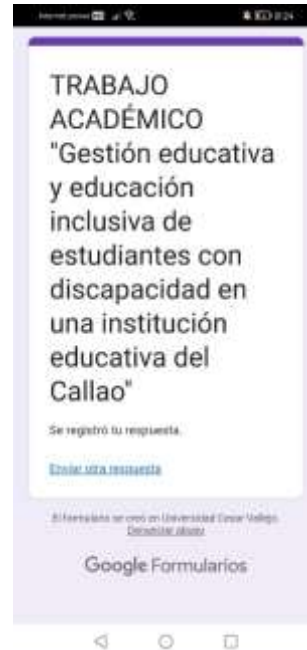 TRABAJO
ACADÉMICO
"Gestión educativa
y educación
inclusiva de
estudiantes con
discapacidad en
una institución
educativa del
Callao"
Se registró tu respuesta.
Enviar otra respuesta
El formulario se creó en Universidad Cesar Vallejo.
Denunciar abuso
Google Formularios